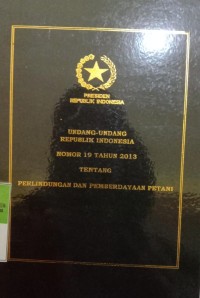 PRESIDEN
REPUBLIK INDONESIA
UNDANG-UNDANG
REPUBLIK INDONESIA
NOMOR 19 TAHUN 2013
TENTANG
PERLINDUNGAN DAN PEMBERDAYAAN PETANI